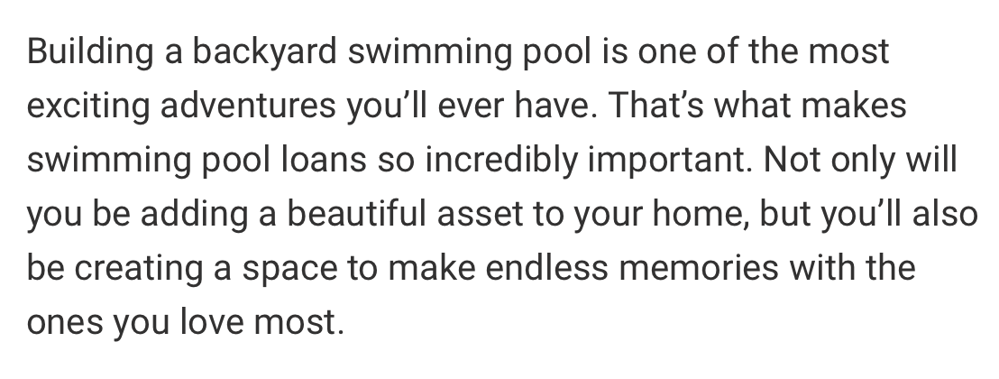 Building a backyard swimming pool is one of the most
exciting adventures you’ll ever have. That’s what makes
swimming pool loans so incredibly important. Not only will
you be adding a beautiful asset to your home, but you’ll also
be creating a space to make endless memories with the
ones you love most.